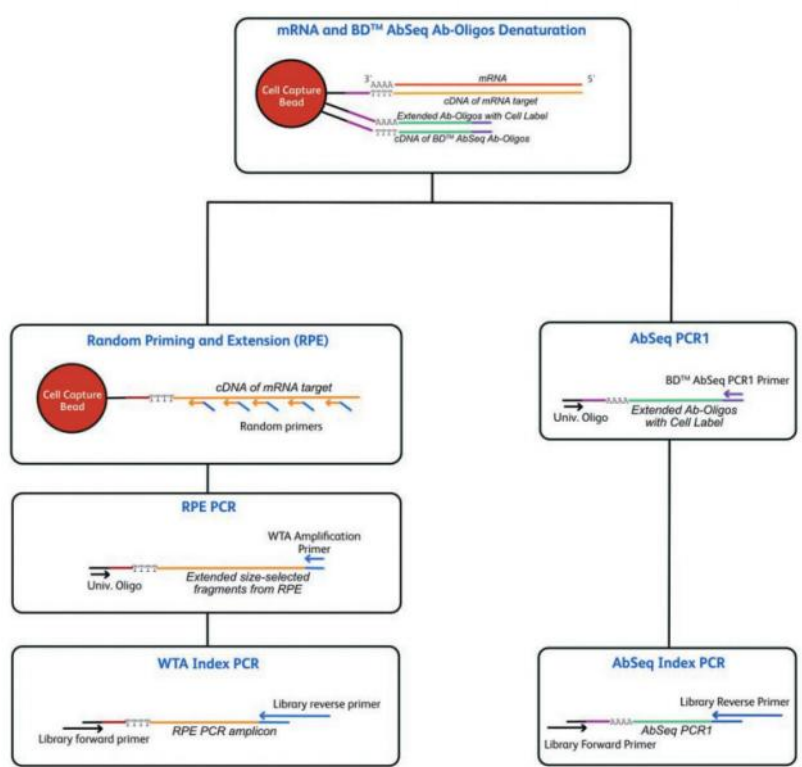 mRNA and BD™ AbSeq Ab-Oligos Denaturation
Cell Capture
Bead
3´
AAAA
mRNA
5´
TTTT
cDNA of mRNA target
Extended Ab-Oligos with Cell Label
AAAA
TTTT
cDNA of BD™ AbSeq Ab-Oligos
Random Priming and Extension (RPE)
Cell Capture
Bead
cDNA of mRNA target
TTTT
Random primers
RPE PCR
WTA Amplification
Primer
TTTT
Univ. Oligo
Extended size-selected
fragments from RPE
WTA Index PCR
Library reverse primer
TTTT
Library forward primer
RPE PCR amplicon
AbSeq PCR1
BD™ AbSeq PCR1 Primer
AAAA
Univ. Oligo
Extended Ab-Oligos
with Cell Label
AbSeq Index PCR
Library Reverse Primer
AAAA
AbSeq PCR1
Library Forward Primer